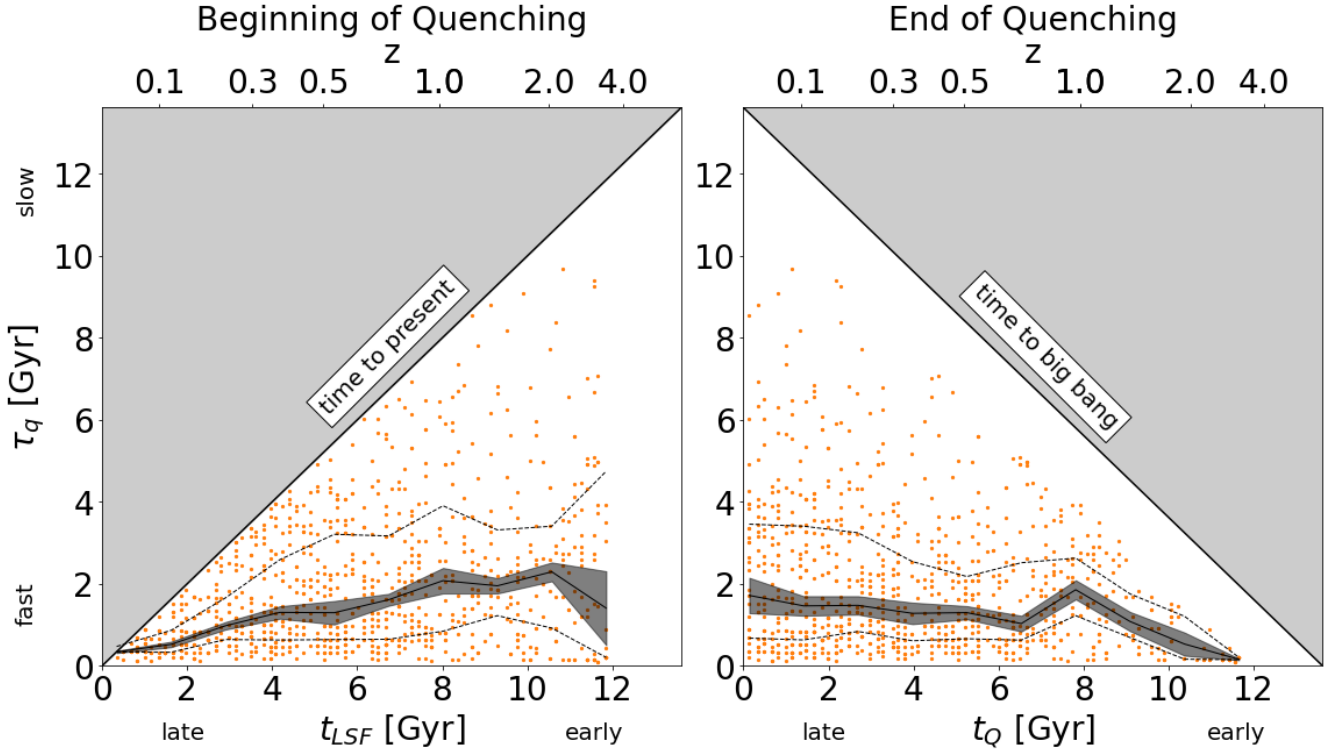 Beginning of Quenching
z
0.1 0.3 0.5 1.0 2.0 4.0
slow
12
10
8
6
4
2
0
τq [Gyr]
fast
time to present
0 2 4 6 8 10 12
late tLSF [Gyr] early
End of Quenching
z
0.1 0.3 0.5 1.0 2.0 4.0
12
10
8
6
4
2
0
time to big bang
0 2 4 6 8 10 12
late tQ [Gyr] early